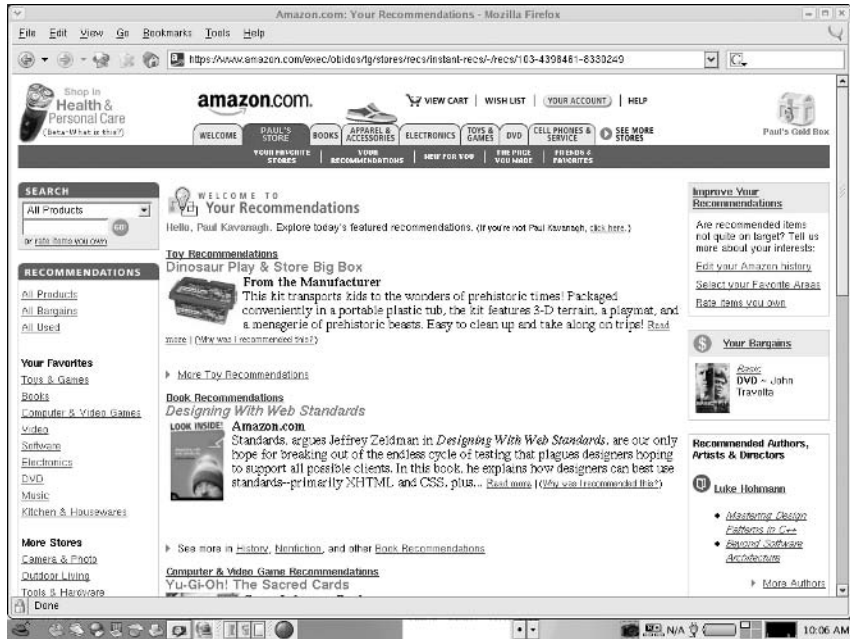 Amazon.com: Your Recommendations - Mozilla Firefox
File Edit View Go Bookmarks Tools Help
https://www.amazon.com/exec/obidos/tg/stores/recs/instant-recs/-/recs/103-4398461-8330249
Shop in
Health &
Personal Care
(Beta-What is this?)
amazon.com.
VIEW CART | WISH LIST | YOUR ACCOUNT | HELP
Paul's Gold Box
WELCOME
PAUL'S STORE
BOOKS
APPAREL & ACCESSORIES
ELECTRONICS
TOYS & GAMES
DVD
CELL PHONES & SERVICE
SEE MORE STORES
YOUR FAVORITE STORES | YOUR RECOMMENDATIONS | NEW FOR YOU | THE PAGE YOU MADE | FRIENDS & FAVORITES
SEARCH
All Products
GO!
or rate items you own
RECOMMENDATIONS
All Products
All Bargains
All Used
Your Favorites
Toys & Games
Books
Computer & Video Games
Video
Software
Electronics
DVD
Music
Kitchen & Housewares
More Stores
Camera & Photo
Outdoor Living
Tools & Hardware
WELCOME TO
Your Recommendations
Hello, Paul Kavanagh. Explore today's featured recommendations. (If you're not Paul Kavanagh, click here.)
Toy Recommendations
Dinosaur Play & Store Big Box
From the Manufacturer
This kit transports kids to the wonders of prehistoric times! Packaged
conveniently in a portable plastic tub, the kit features 3-D terrain, a playmat, and
a menagerie of prehistoric beasts. Easy to clean up and take along on trips! Read
more | (Why was I recommended this?)
More Toy Recommendations
Book Recommendations
Designing With Web Standards
LOOK INSIDE!
Amazon.com
Standards, argues Jeffrey Zeldman in Designing With Web Standards, are our only
hope for breaking out of the endless cycle of testing that plagues designers hoping
to support all possible clients. In this book, he explains how designers can best use
standards--primarily XHTML and CSS, plus... Read more | (Why was I recommended this?)
See more in History, Nonfiction, and other Book Recommendations
Computer & Video Game Recommendations
Yu-Gi-Oh! The Sacred Cards
Improve Your
Recommendations
Are recommended items
not quite on target? Tell us
more about your interests:
Edit your Amazon history
Select your Favorite Areas
Rate items you own
Your Bargains
Basic
DVD ~ John
Travolta
Recommended Authors,
Artists & Directors
Luke Hohmann
Mastering Design
Patterns in C++
Beyond Software
Architecture
More Authors
Done
N/A
10:06 AM